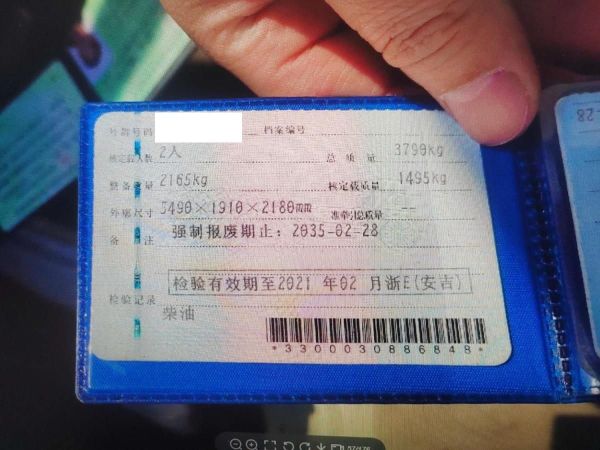 号牌号码 档案编号
核定载人数 2人 总质量 3790kg
整备质量 2165kg 核定载质量 1495kg
外廓尺寸 5490×1910×2180mm 准牵引总质量 --
备注 强制报废期止: 2035-02-28
检验有效期至2021 年02 月浙E(安吉)
检验记录
柴油
*3300030886848*